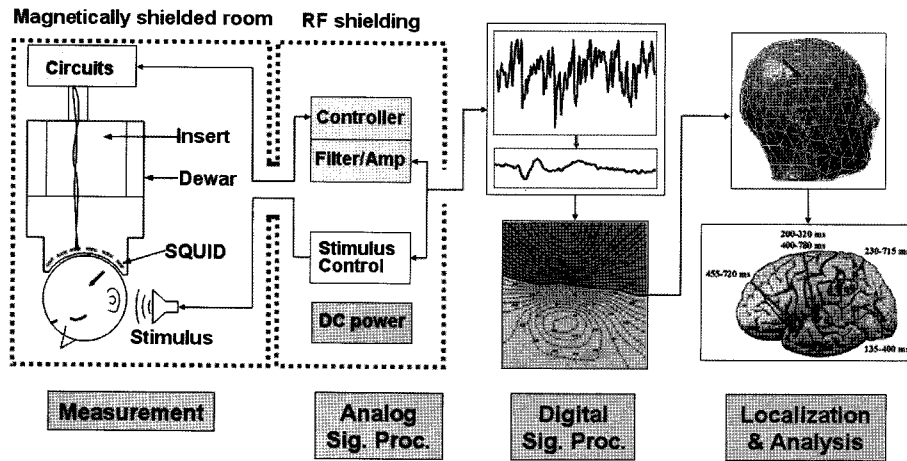 Magnetically shielded room
RF shielding
Circuits
Insert
Dewar
SQUID
Stimulus
Controller
Filter/Amp
Stimulus
Control
DC power
200-320 ms
400-780 ms
230-715 ms
455-720 ms
135-400 ms
Measurement
Analog
Sig. Proc.
Digital
Sig. Proc.
Localization
& Analysis